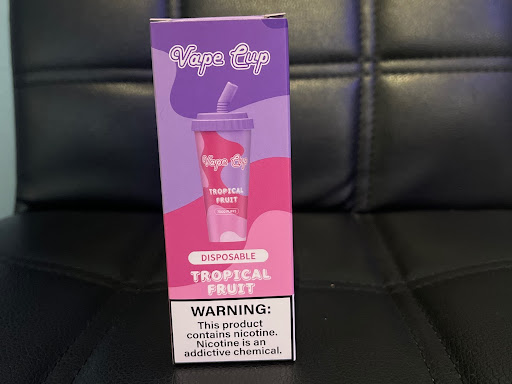 Vape Cup
Vape Cup
TROPICAL
FRUIT
DISPOSABLE
TROPICAL
FRUIT
WARNING:
This product
contains nicotine.
Nicotine is an
addictive chemical.